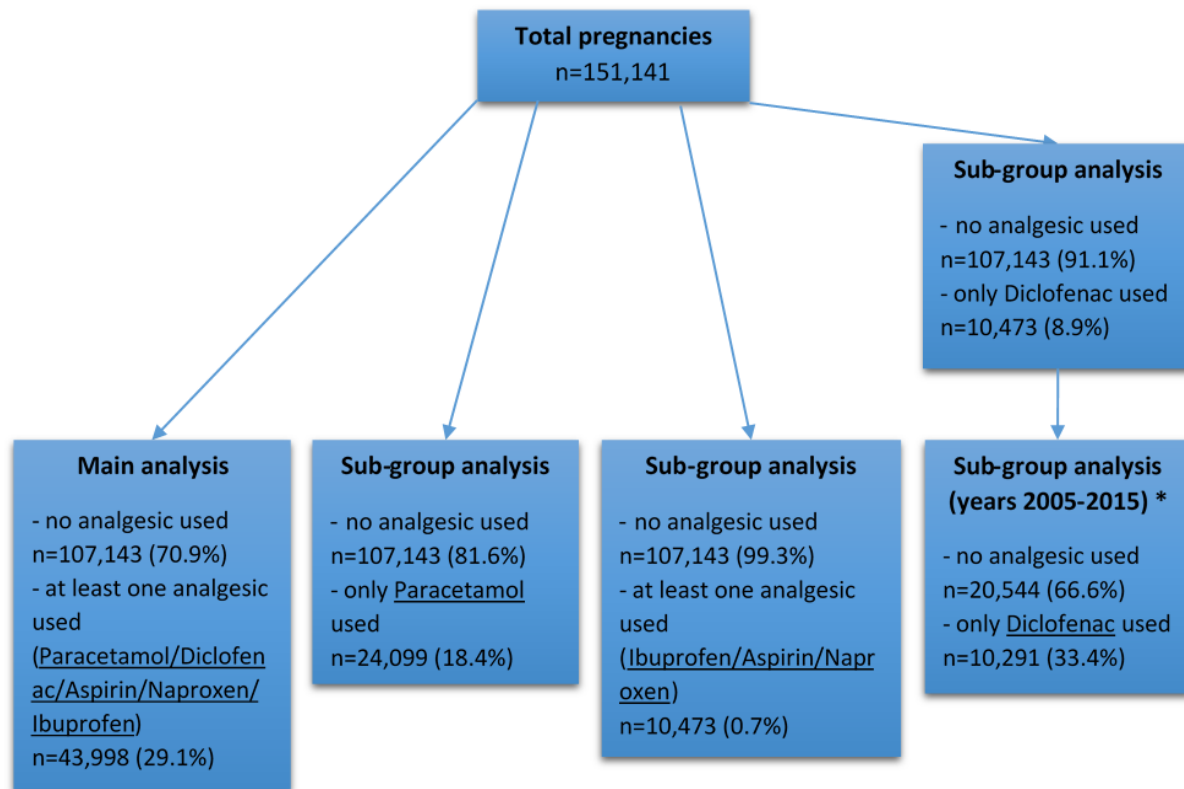 Total pregnancies
n=151,141
Sub-group analysis
- no analgesic used
n=107,143 (91.1%)
- only Diclofenac used
n=10,473 (8.9%)
Main analysis
- no analgesic used
n=107,143 (70.9%)
- at least one analgesic
used
(Paracetamol/Diclofen
ac/Aspirin/Naproxen/
Ibuprofen)
n=43,998 (29.1%)
Sub-group analysis
- no analgesic used
n=107,143 (81.6%)
- only Paracetamol
used
n=24,099 (18.4%)
Sub-group analysis
- no analgesic used
n=107,143 (99.3%)
- at least one analgesic
used
(Ibuprofen/Aspirin/Napr
oxen)
n=10,473 (0.7%)
Sub-group analysis
(years 2005-2015) *
- no analgesic used
n=20,544 (66.6%)
- only Diclofenac used
n=10,291 (33.4%)